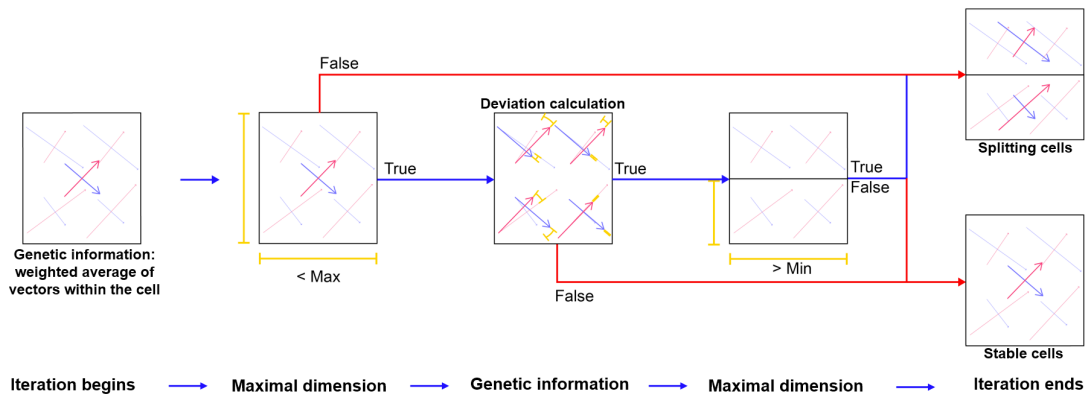 False
Deviation calculation
True
True
True
False
Splitting cells
Genetic information:
weighted average of
vectors within the cell
< Max
> Min
False
Stable cells
Iteration begins
Maximal dimension
Genetic information
Maximal dimension
Iteration ends